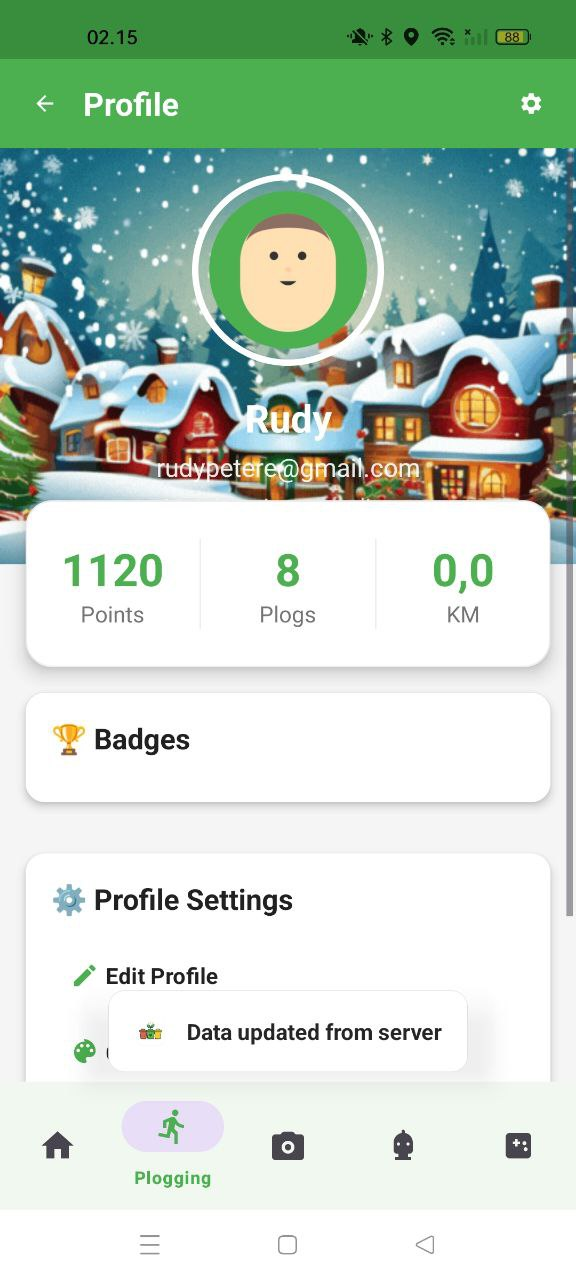 02.15
88
Profile
Rudy
rudypetere@gmail.com
1120
Points
8
Plogs
0,0
KM
🏆 Badges
⚙️ Profile Settings
Edit Profile
Data updated from server
Plogging